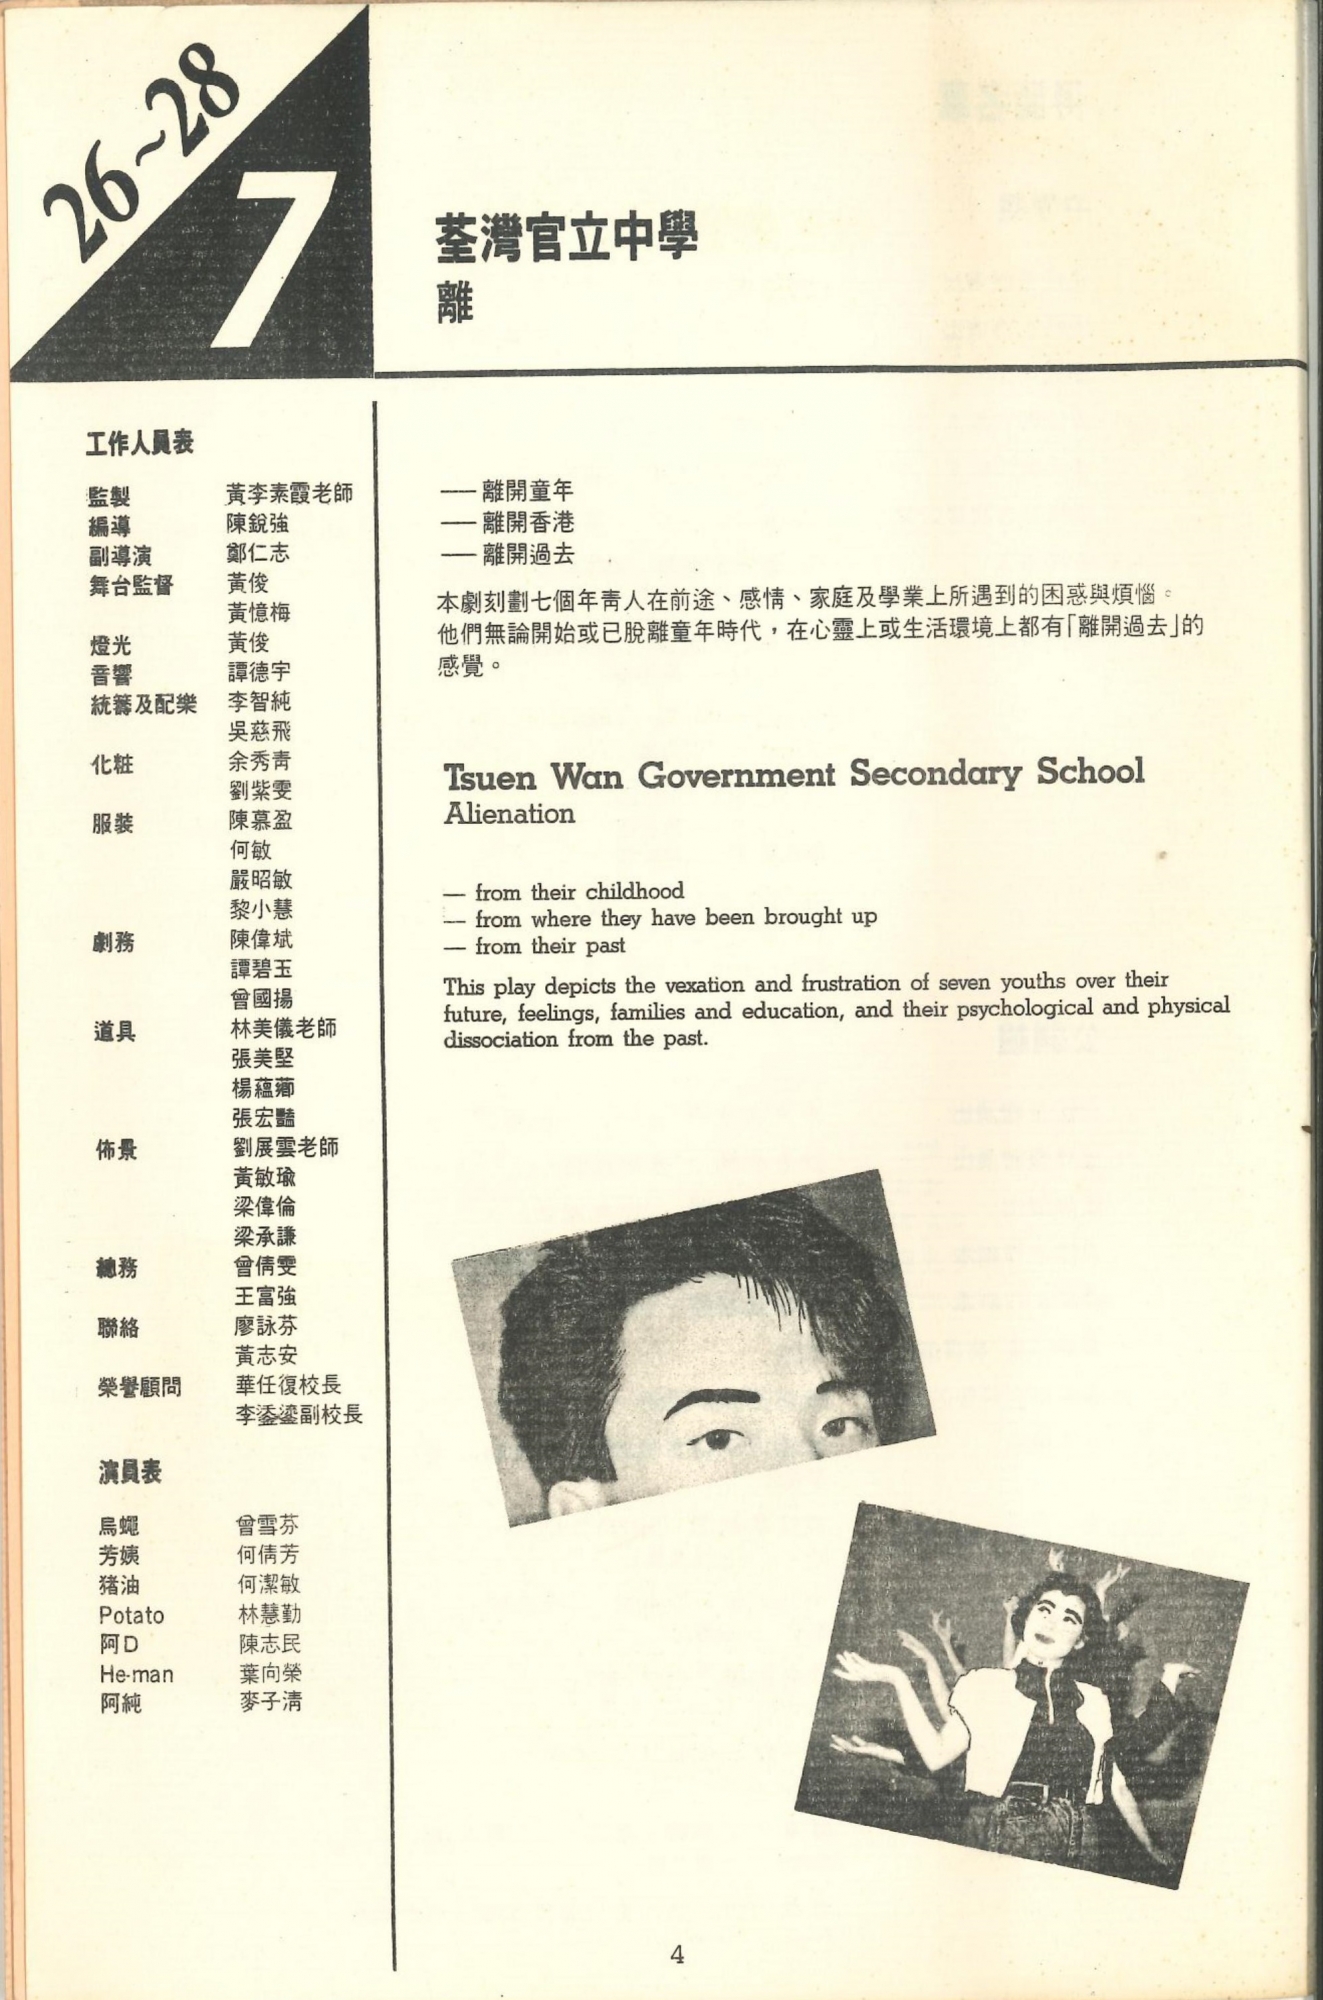 26~28
7
荃灣官立中學
離
工作人員表
監製 黃李素霞老師
編導 陳銳強
副導演 鄭仁志
舞台監督 黃俊
黃憶梅
燈光 黃俊
音響 譚德宇
統籌及配樂 李智純
吳慈飛
化粧 余秀靑
劉紫雯
服裝 陳慕盈
何敏
嚴昭敏
黎小慧
劇務 陳偉斌
譚碧玉
曾國揚
道具 林美儀老師
張美堅
楊蘊薌
張宏豔
佈景 劉展雲老師
黃敏瑜
梁偉倫
梁承謙
總務 曾倩雯
王富強
聯絡 廖詠芬
黃志安
榮譽顧問 華任復校長
李鎏副校長
演員表
烏蠅 曾雪芬
芳姨 何倩芳
猪油 何潔敏
Potato 林慧勤
阿D 陳志民
He-man 葉向榮
阿純 麥子淸
── 離開童年
── 離開香港
── 離開過去
本劇刻劃七個年靑人在前途、感情、家庭及學業上所遇到的困惑與煩惱。
他們無論開始或已脫離童年時代，在心靈上或生活環境上都有「離開過去」的
感覺。
Tsuen Wan Government Secondary School
Alienation
— from their childhood
— from where they have been brought up
— from their past
This play depicts the vexation and frustration of seven youths over their
future, feelings, families and education, and their psychological and physical
dissociation from the past.
4